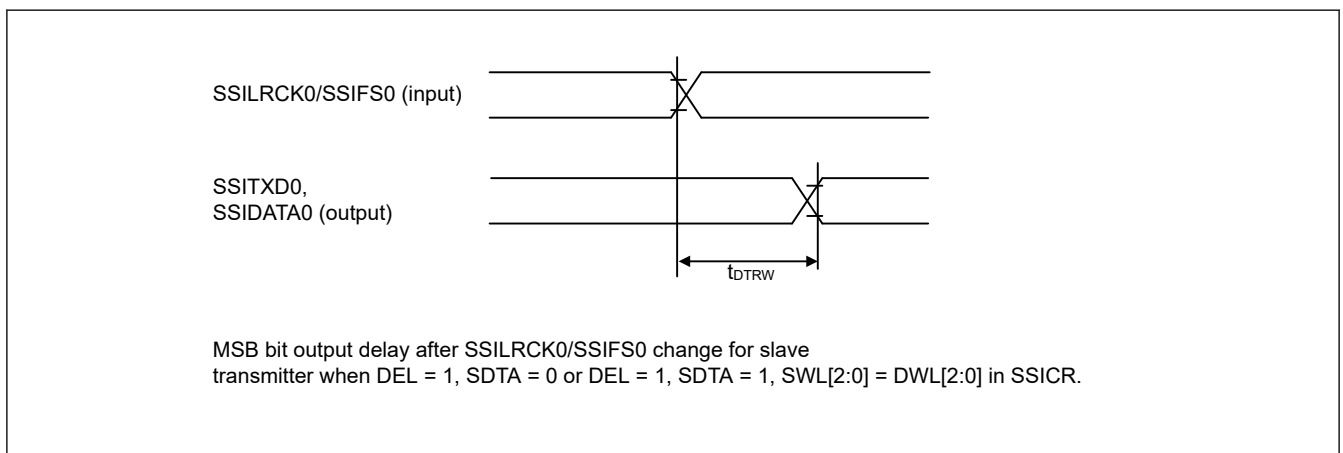 SSILRCK0/SSIFS0 (input)
SSITXD0,
SSIDATA0 (output)
tDTRW
MSB bit output delay after SSILRCK0/SSIFS0 change for slave
transmitter when DEL = 1, SDTA = 0 or DEL = 1, SDTA = 1, SWL[2:0] = DWL[2:0] in SSICR.